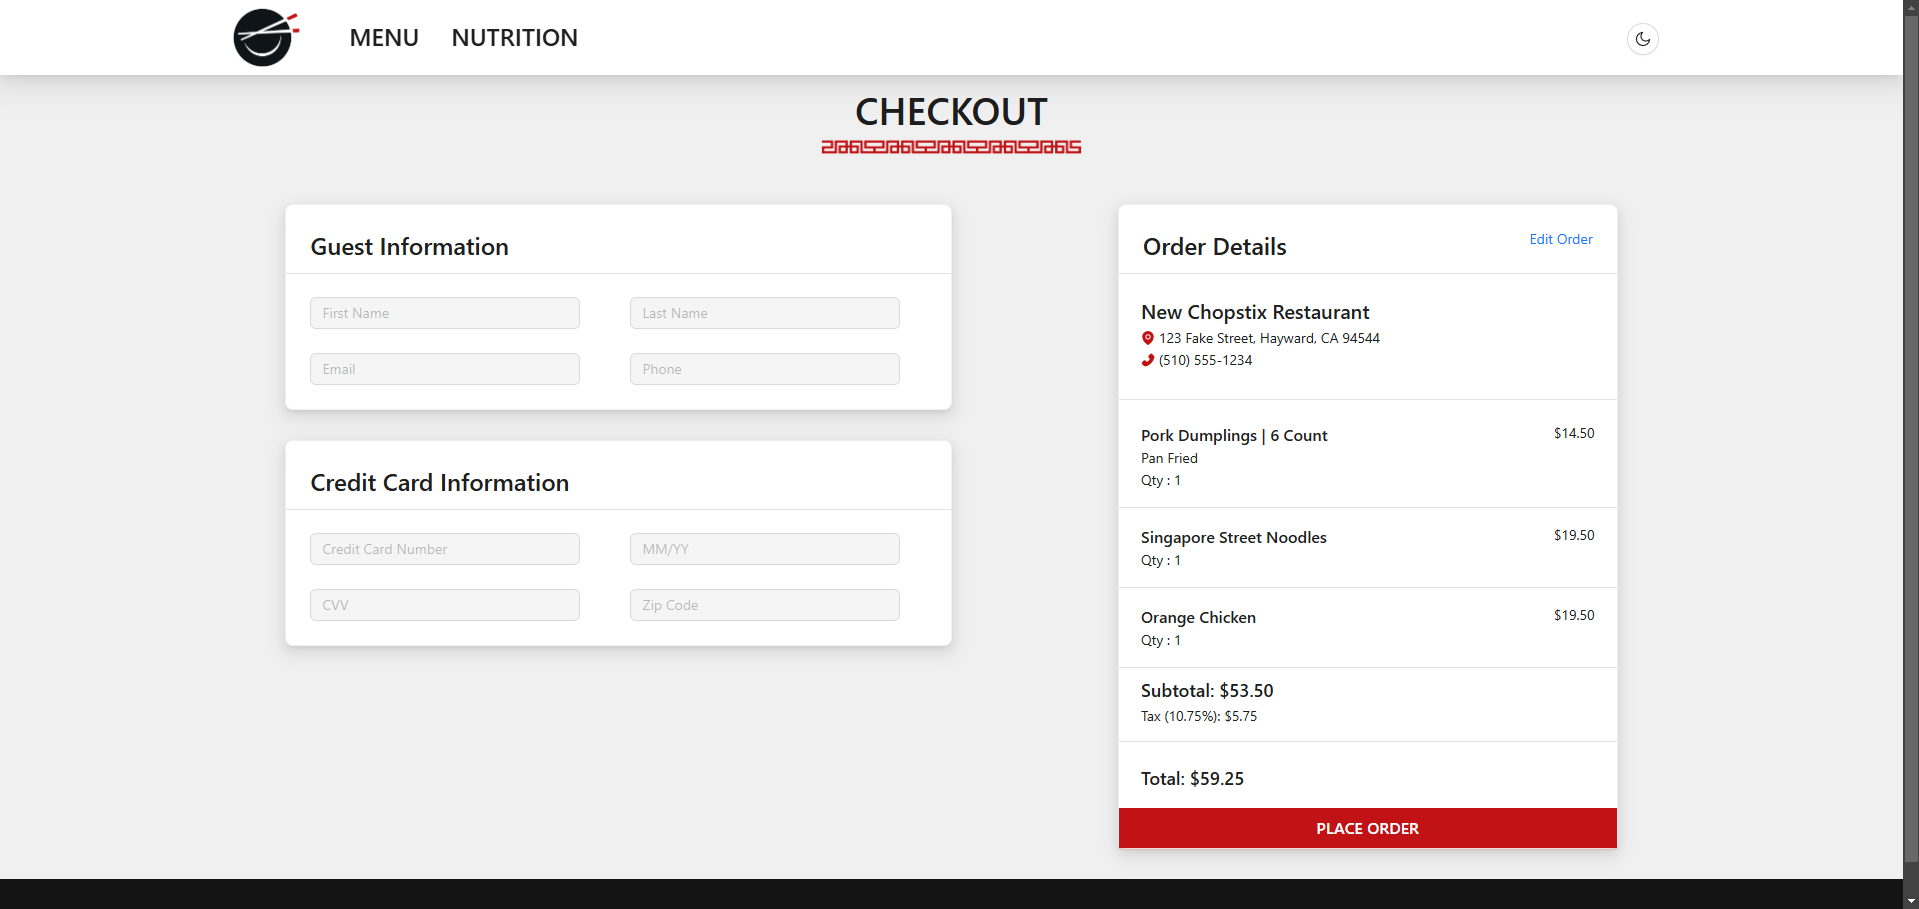 MENU NUTRITION
CHECKOUT
Guest Information
First Name Last Name
Email Phone
Credit Card Information
Credit Card Number MM/YY
CVV Zip Code
Order Details Edit Order
New Chopstix Restaurant
123 Fake Street, Hayward, CA 94544
(510) 555-1234
Pork Dumplings | 6 Count $14.50
Pan Fried
Qty : 1
Singapore Street Noodles $19.50
Qty : 1
Orange Chicken $19.50
Qty : 1
Subtotal: $53.50
Tax (10.75%): $5.75
Total: $59.25
PLACE ORDER